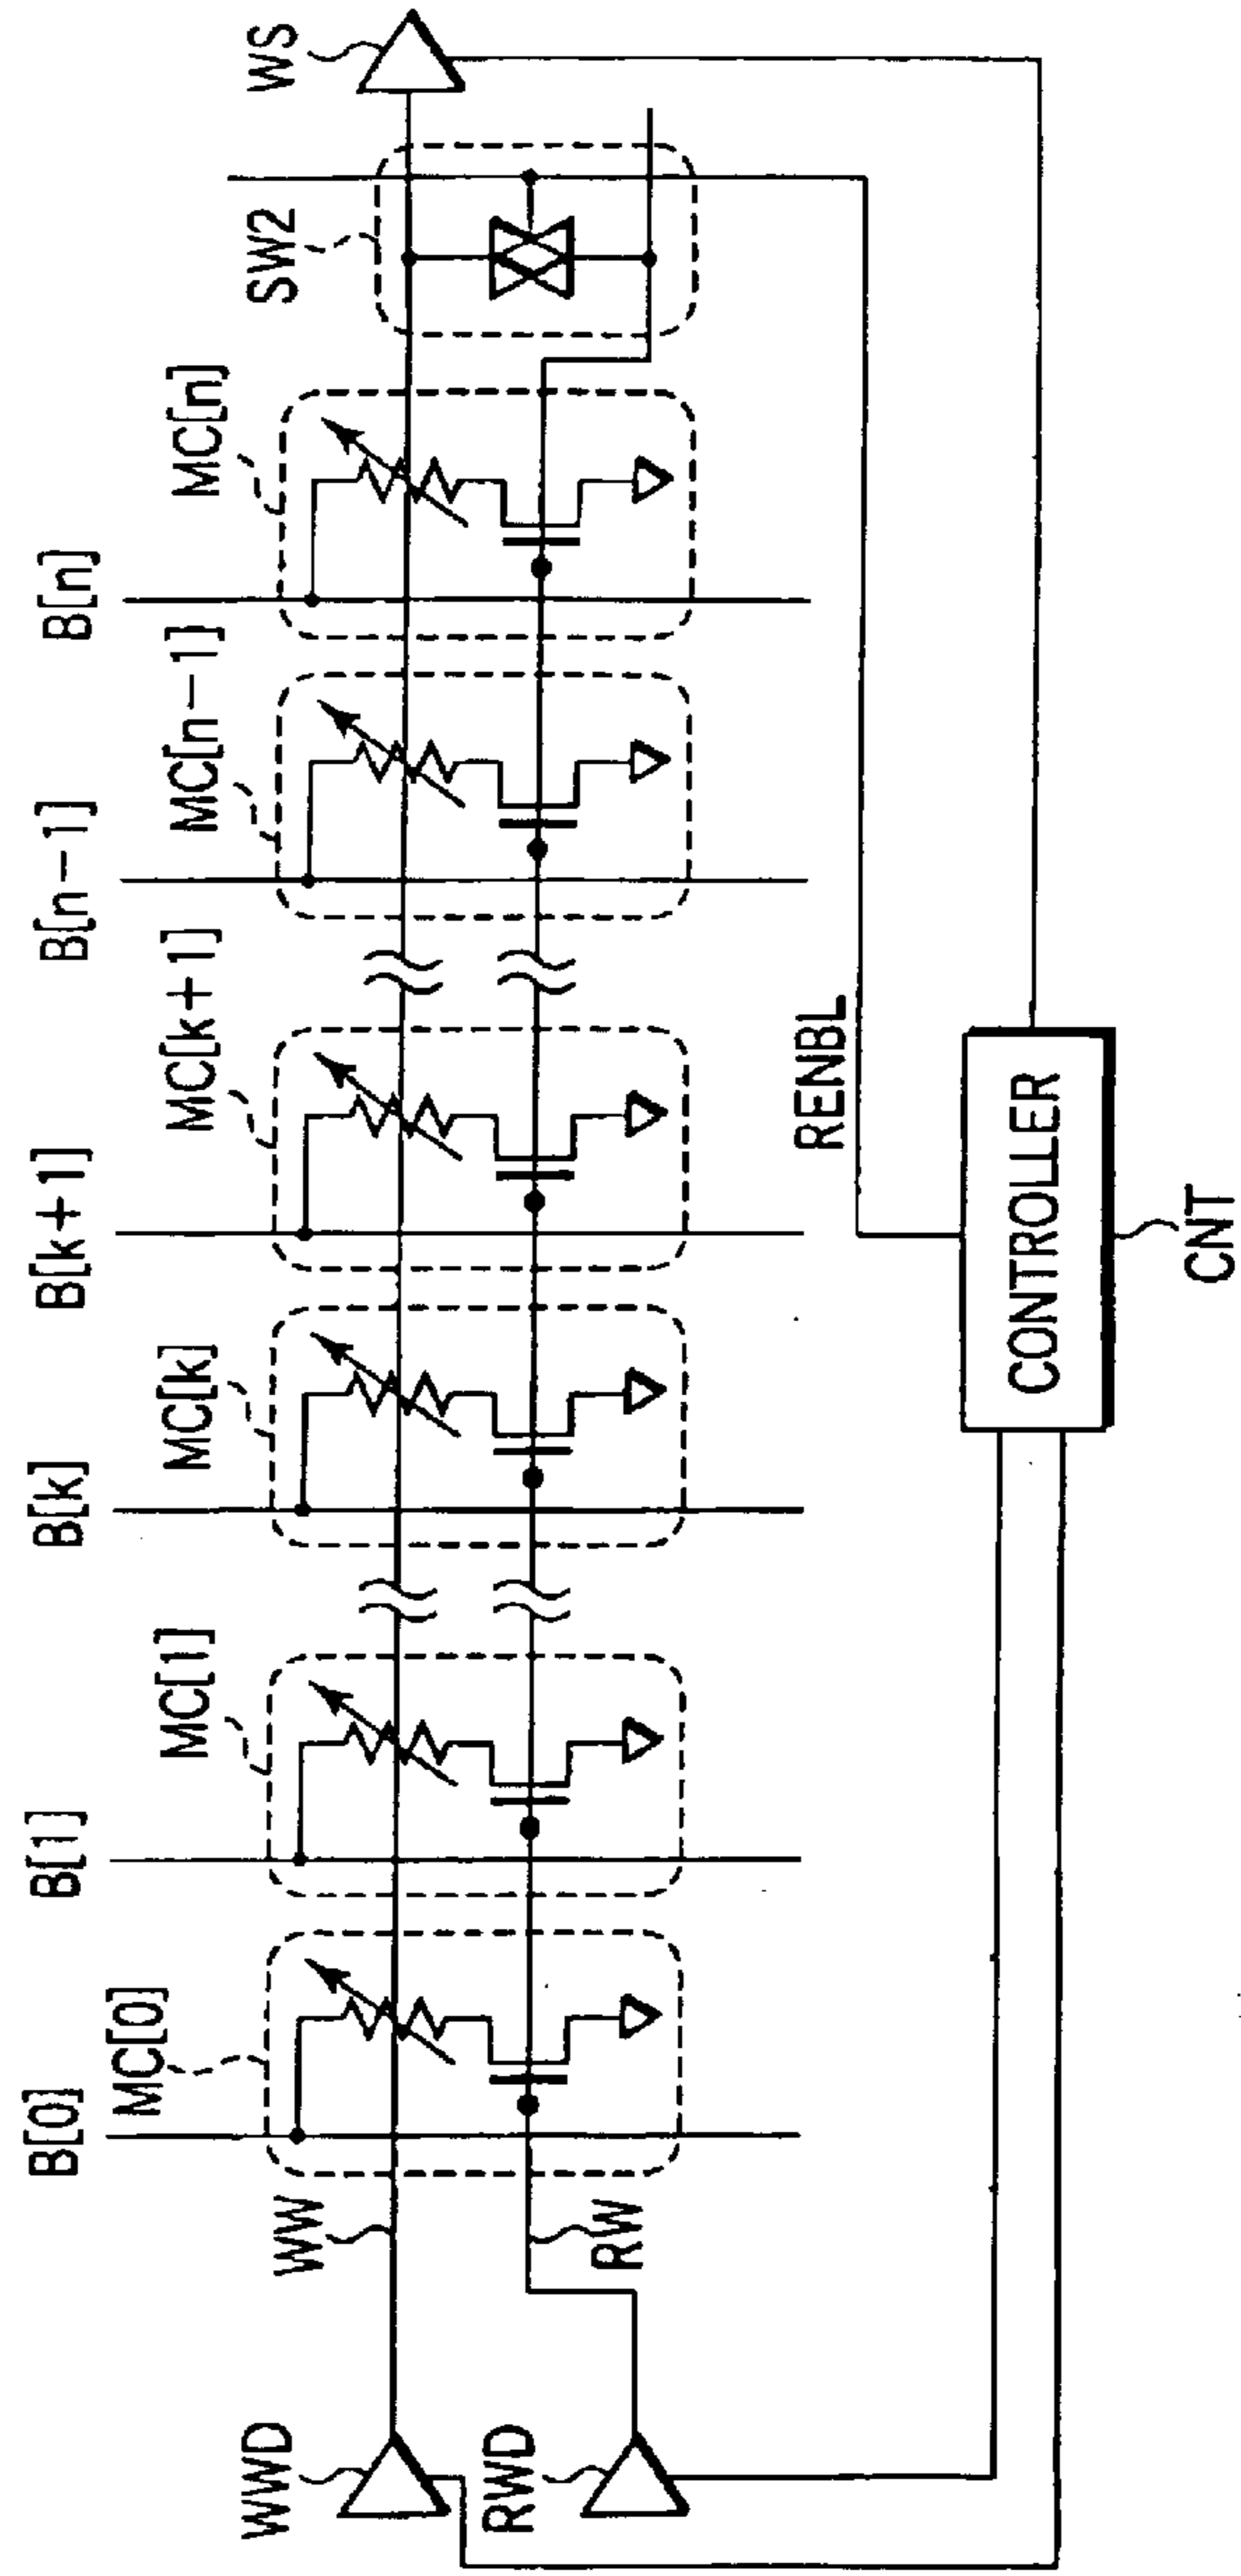 B[0]
B[1]
B[k]
B[k+1]
B[n-1]
B[n]
MC[0]
MC[1]
MC[k]
MC[k+1]
MC[n-1]
MC[n]
SW2
WS
WWD
WW
RWD
RW
RENBL
CONTROLLER
CNT